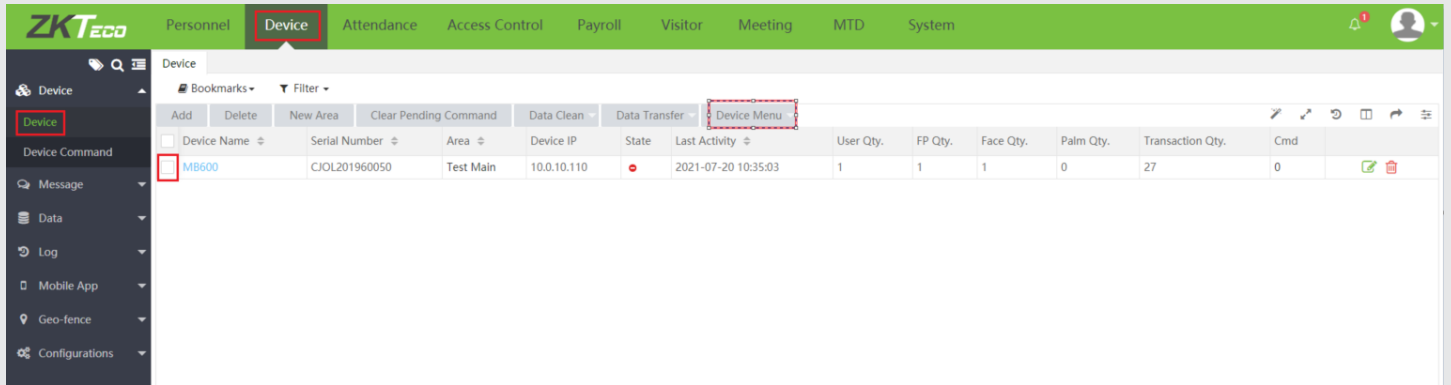 ZKTeco Personnel Device Attendance Access Control Payroll Visitor Meeting MTD System 1
Device
Bookmarks Filter
Device
Add Delete New Area Clear Pending Command Data Clean Data Transfer Device Menu
Device
Device Name Serial Number Area Device IP State Last Activity User Qty. FP Qty. Face Qty. Palm Qty. Transaction Qty. Cmd
Device Command
MB600 CJOL201960050 Test Main 10.0.10.110 2021-07-20 10:35:03 1 1 1 0 27 0
Message
Data
Log
Mobile App
Geo-fence
Configurations